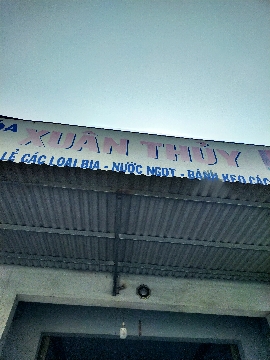 XUÂN THỦY
LẺ CÁC LOẠI BIA - NƯỚC NGỌT - BÁNH KẸO CÁC